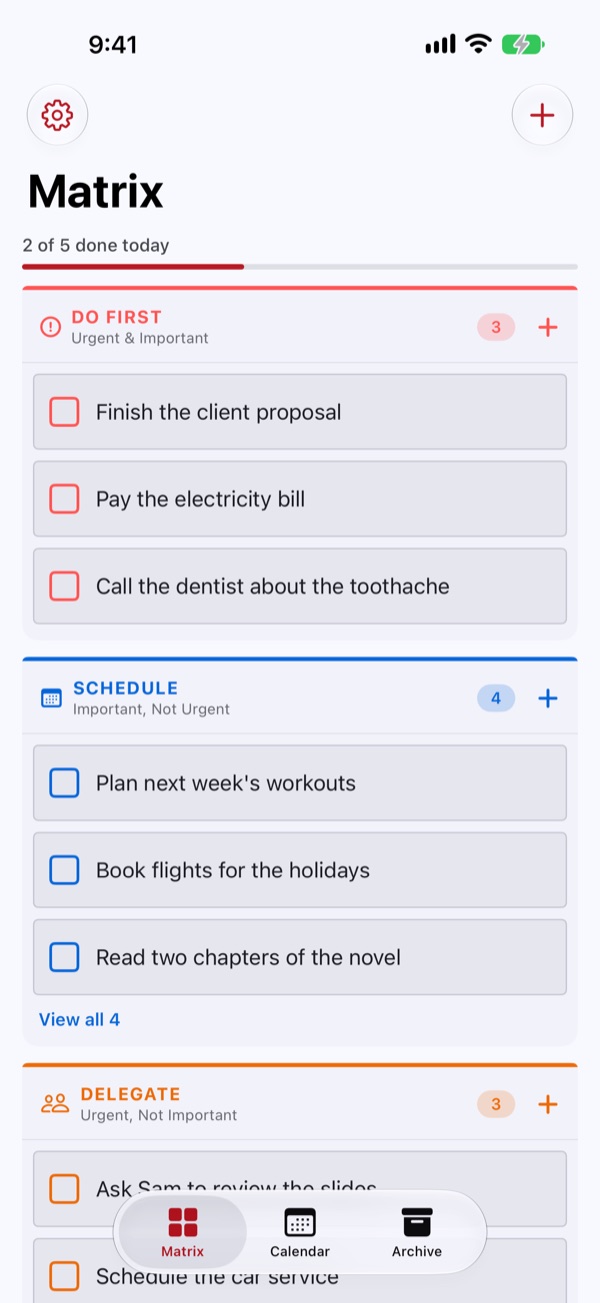 9:41
Matrix
2 of 5 done today
DO FIRST
Urgent & Important
3
Finish the client proposal
Pay the electricity bill
Call the dentist about the toothache
SCHEDULE
Important, Not Urgent
4
Plan next week's workouts
Book flights for the holidays
Read two chapters of the novel
View all 4
DELEGATE
Urgent, Not Important
3
Ask Sam to review the slides
Schedule the car service
Matrix
Calendar
Archive